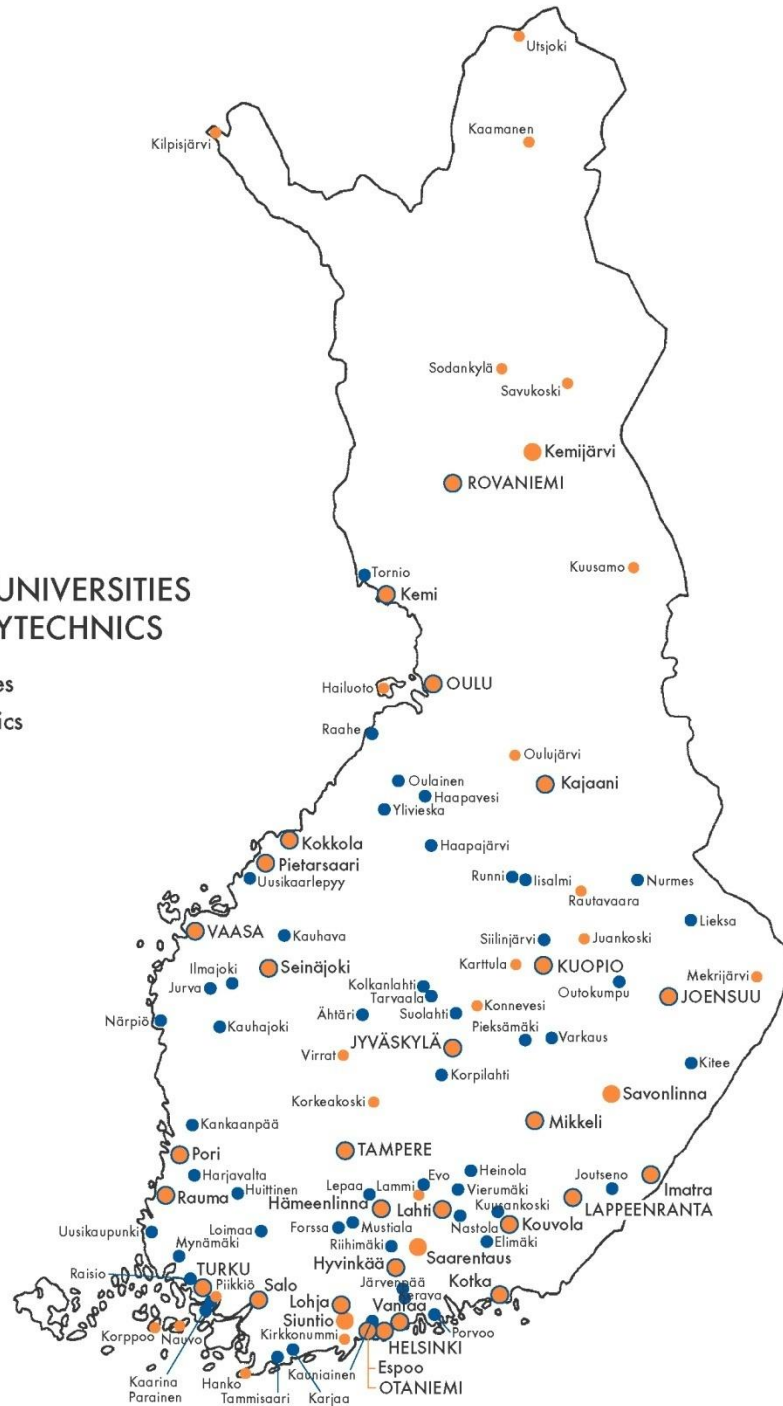 Utsjoki
Kaamanen
Kilpisjärvi
Sodankylä
Savukoski
Kemijärvi
ROVANIEMI
Tornio
Kuusamo
UNIVERSITIES
Kemi
YTECHNICS
es
Hailuoto
OULU
ics
Raahe
Oulujärvi
Oulainen
Kajaani
Haapavesi
Ylivieska
Kokkola
Haapajärvi
Pietarsaari
Uusikaarlepyy
Runni
Iisalmi
Nurmes
Rautavaara
Lieksa
VAASA
Kauhava
Siilinjärvi
Juankoski
Ilmajoki
Seinäjoki
Karttula
KUOPIO
Mekrijärvi
Jurva
Kolkanlahti
Outokumpu
Tarvaala
JOENSUU
Konnevesi
Närpiö
Ähtäri
Suolahti
Kauhajoki
Pieksämäki
Varkaus
JYVÄSKYLÄ
Virrat
Kitee
Korpilahti
Savonlinna
Korkeakoski
Kankaanpää
Mikkeli
Pori
TAMPERE
Harjavalta
Evo
Heinola
Joutseno
Imatra
Rauma
Huittinen
Lepaa
Lammi
Vierumäki
Hämeenlinna
Lahti
Kuusankoski
LAPPEENRANTA
Uusikaupunki
Loimaa
Forssa
Mustiala
Nastola
Kouvola
Mynämäki
Riihimäki
Elimäki
Saarentaus
Raisio
TURKU
Hyvinkää
Piikkiö
Salo
Järvenpää
Kotka
Lohja
Kerava
Vantaa
Siuntio
Korppoo
Nauvo
Kirkkonummi
HELSINKI
Porvoo
Kaarina
Parainen
Hanko
Tammisaari
Kauniainen
Karjaa
Espoo
OTANIEMI